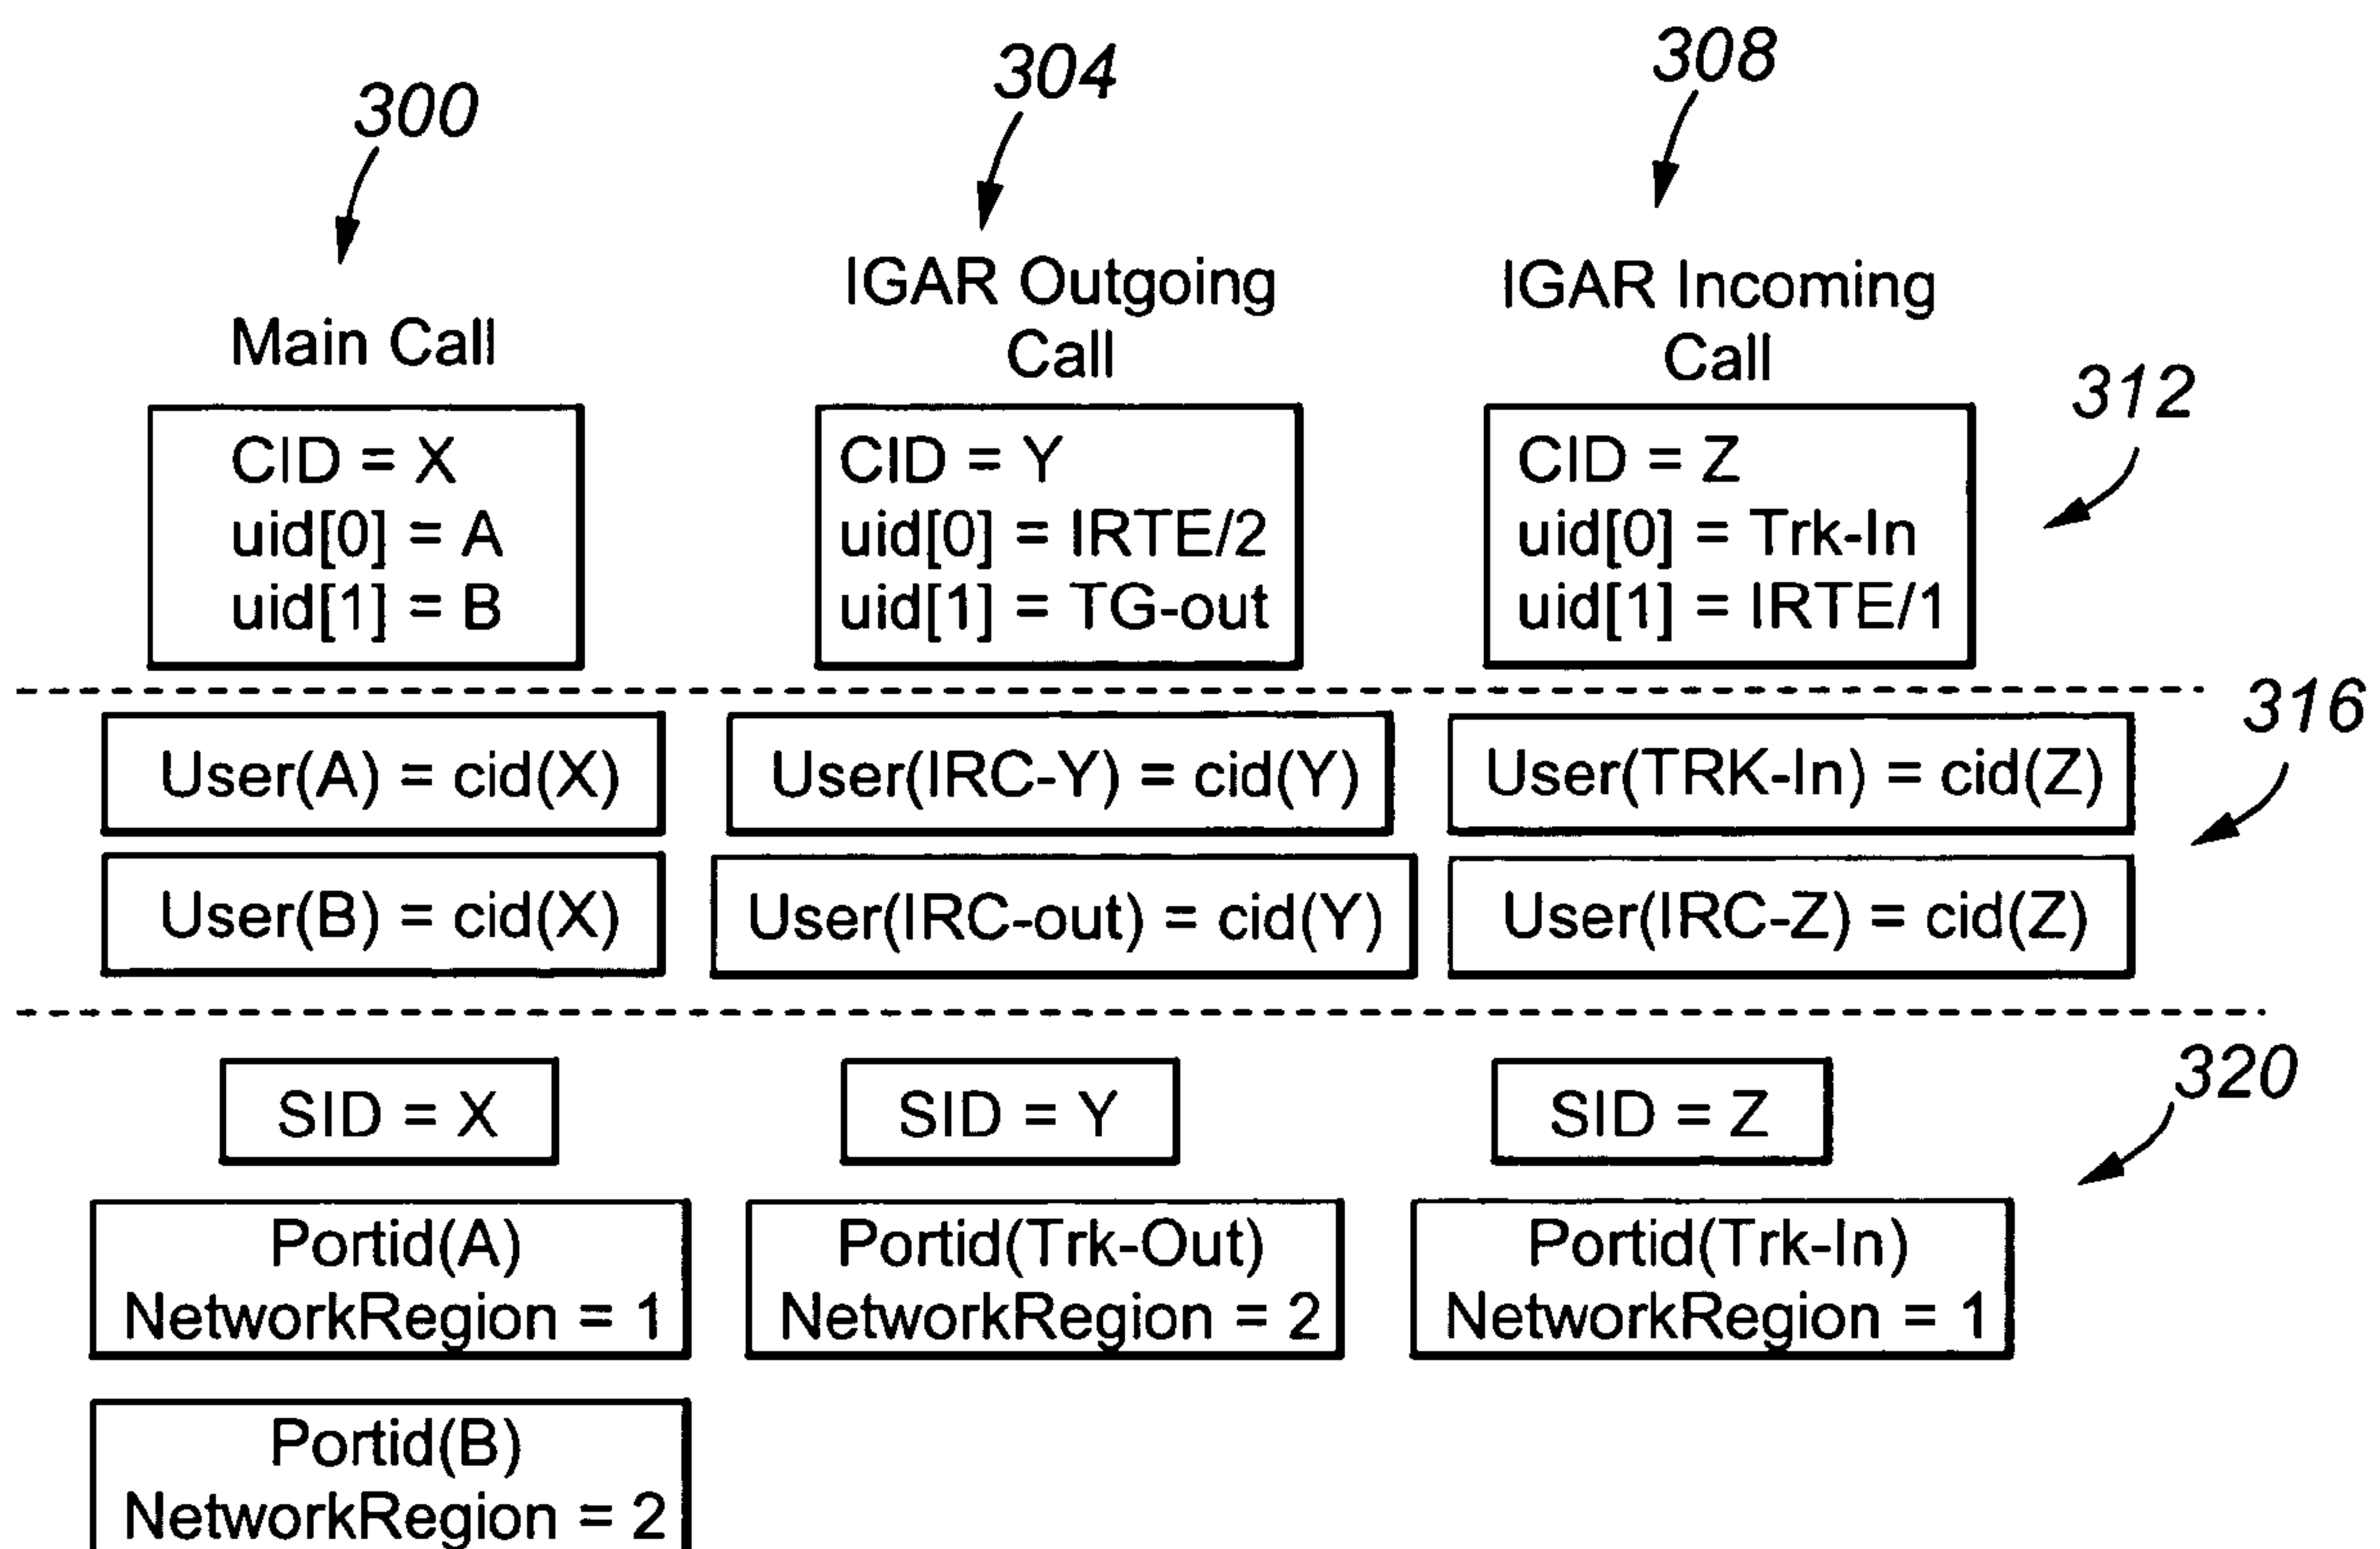 300
304
308
Main Call
IGAR Outgoing
Call
IGAR Incoming
Call
312
CID = X
uid[0] = A
uid[1] = B
CID = Y
uid[0] = IRTE/2
uid[1] = TG-out
CID = Z
uid[0] = Trk-In
uid[1] = IRTE/1
316
User(A) = cid(X)
User(IRC-Y) = cid(Y)
User(TRK-In) = cid(Z)
User(B) = cid(X)
User(IRC-out) = cid(Y)
User(IRC-Z) = cid(Z)
320
SID = X
SID = Y
SID = Z
Portid(A)
NetworkRegion = 1
Portid(Trk-Out)
NetworkRegion = 2
Portid(Trk-In)
NetworkRegion = 1
Portid(B)
NetworkRegion = 2